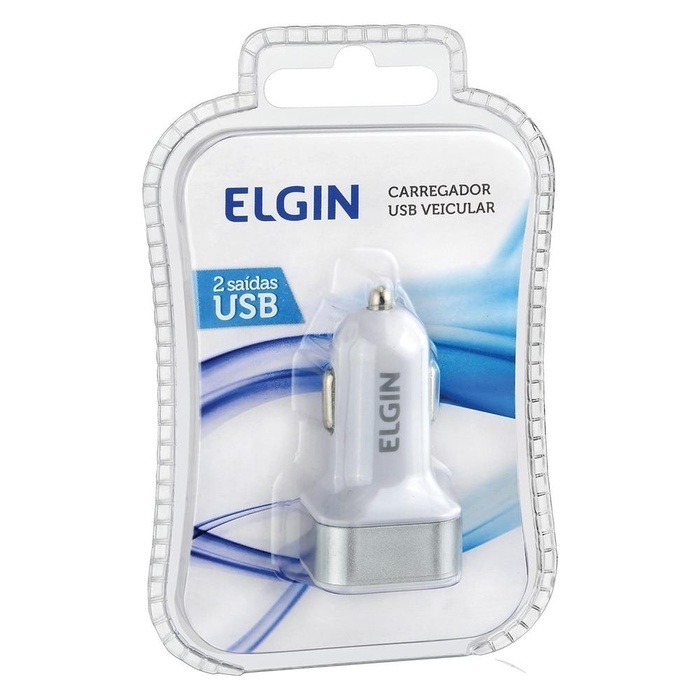 ELGIN
CARREGADOR
USB VEICULAR
2 saídas
USB
ELGIN